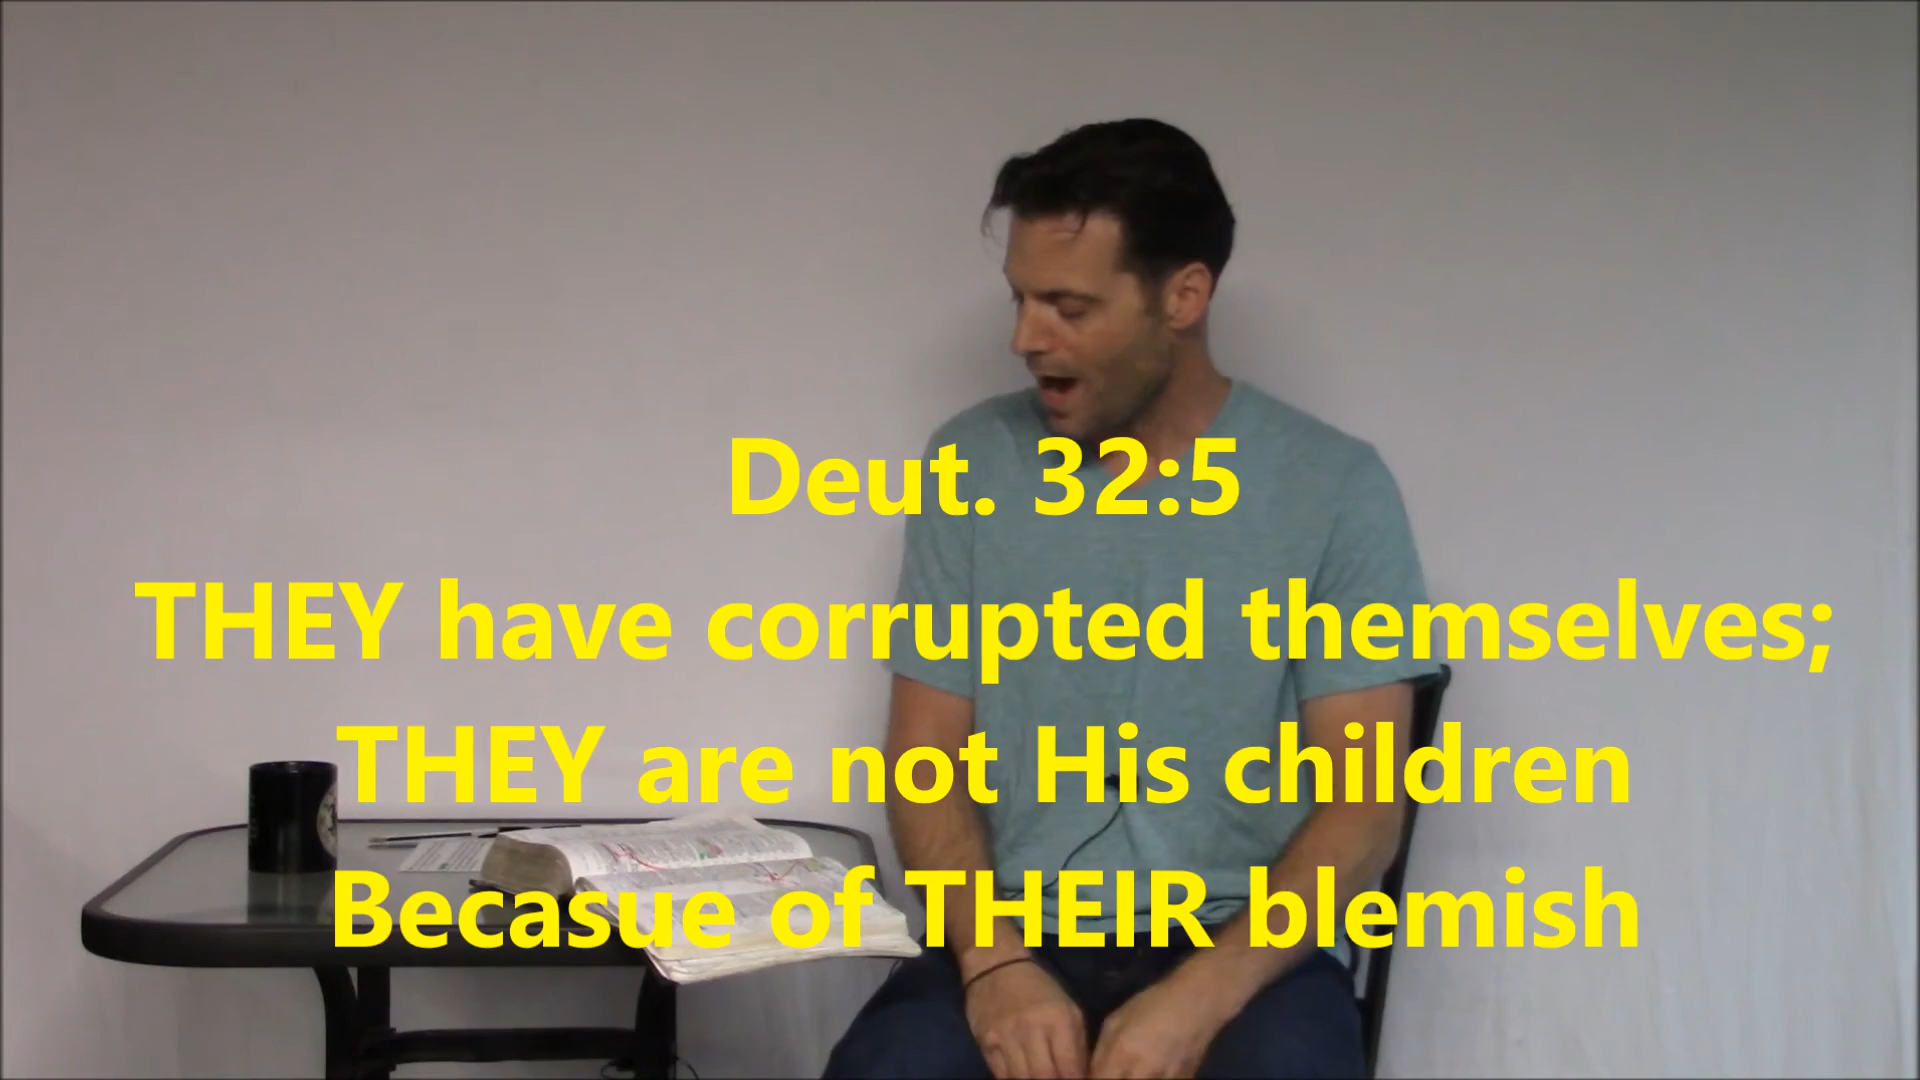 Deut. 32:5
THEY have corrupted themselves;
THEY are not His children
Becasue of THEIR blemish